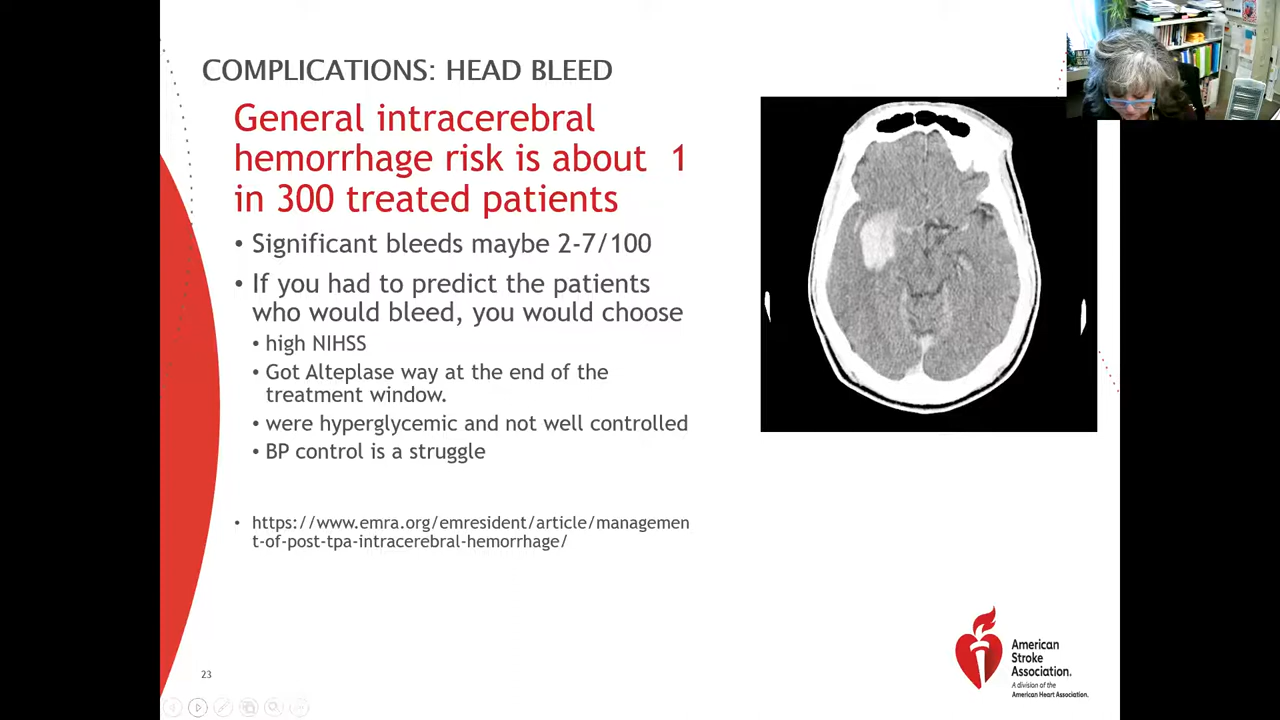 COMPLICATIONS: HEAD BLEED
General intracerebral
hemorrhage risk is about 1
in 300 treated patients
• Significant bleeds maybe 2-7/100
• If you had to predict the patients
who would bleed, you would choose
• high NIHSS
• Got Alteplase way at the end of the
treatment window.
• were hyperglycemic and not well controlled
• BP control is a struggle
• https://www.emra.org/emresident/article/managemen
t-of-post-tpa-intracerebral-hemorrhage/
American
Stroke
Association.
A division of the
American Heart Association.
23